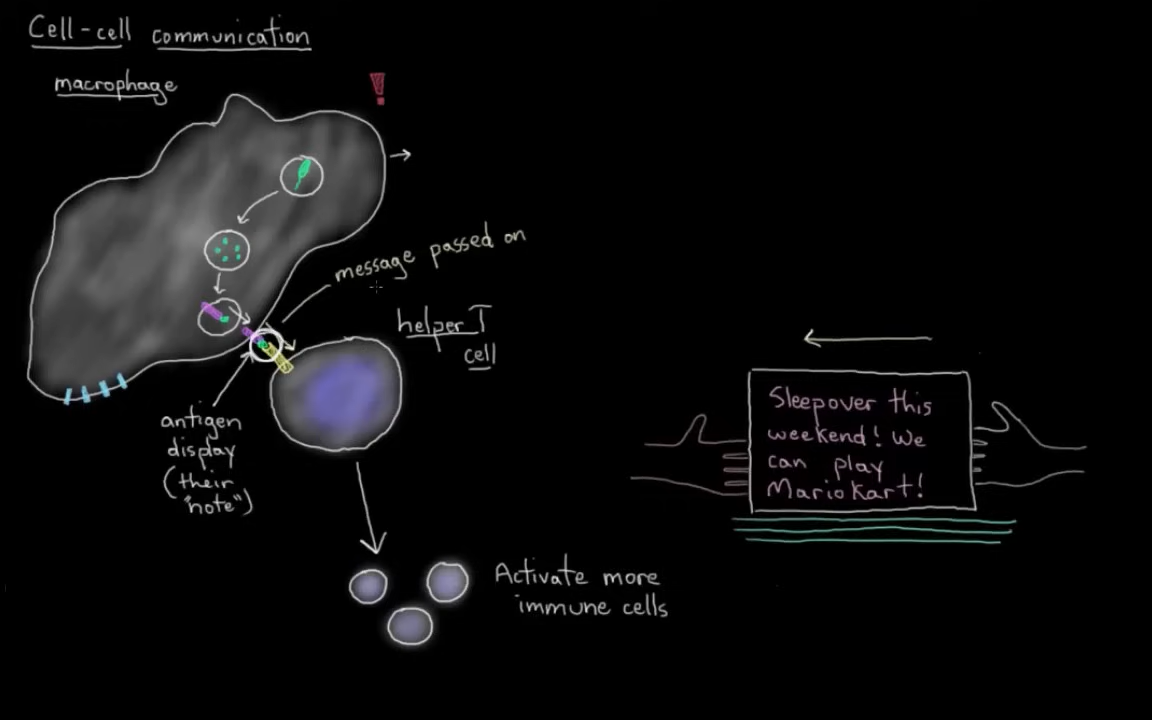 Cell-cell communication
macrophage
!
message passed on
helper T
cell
antigen
display
(their
"note")
Activate more
immune cells
Sleepover this
weekend! We
can play
MarioKart!